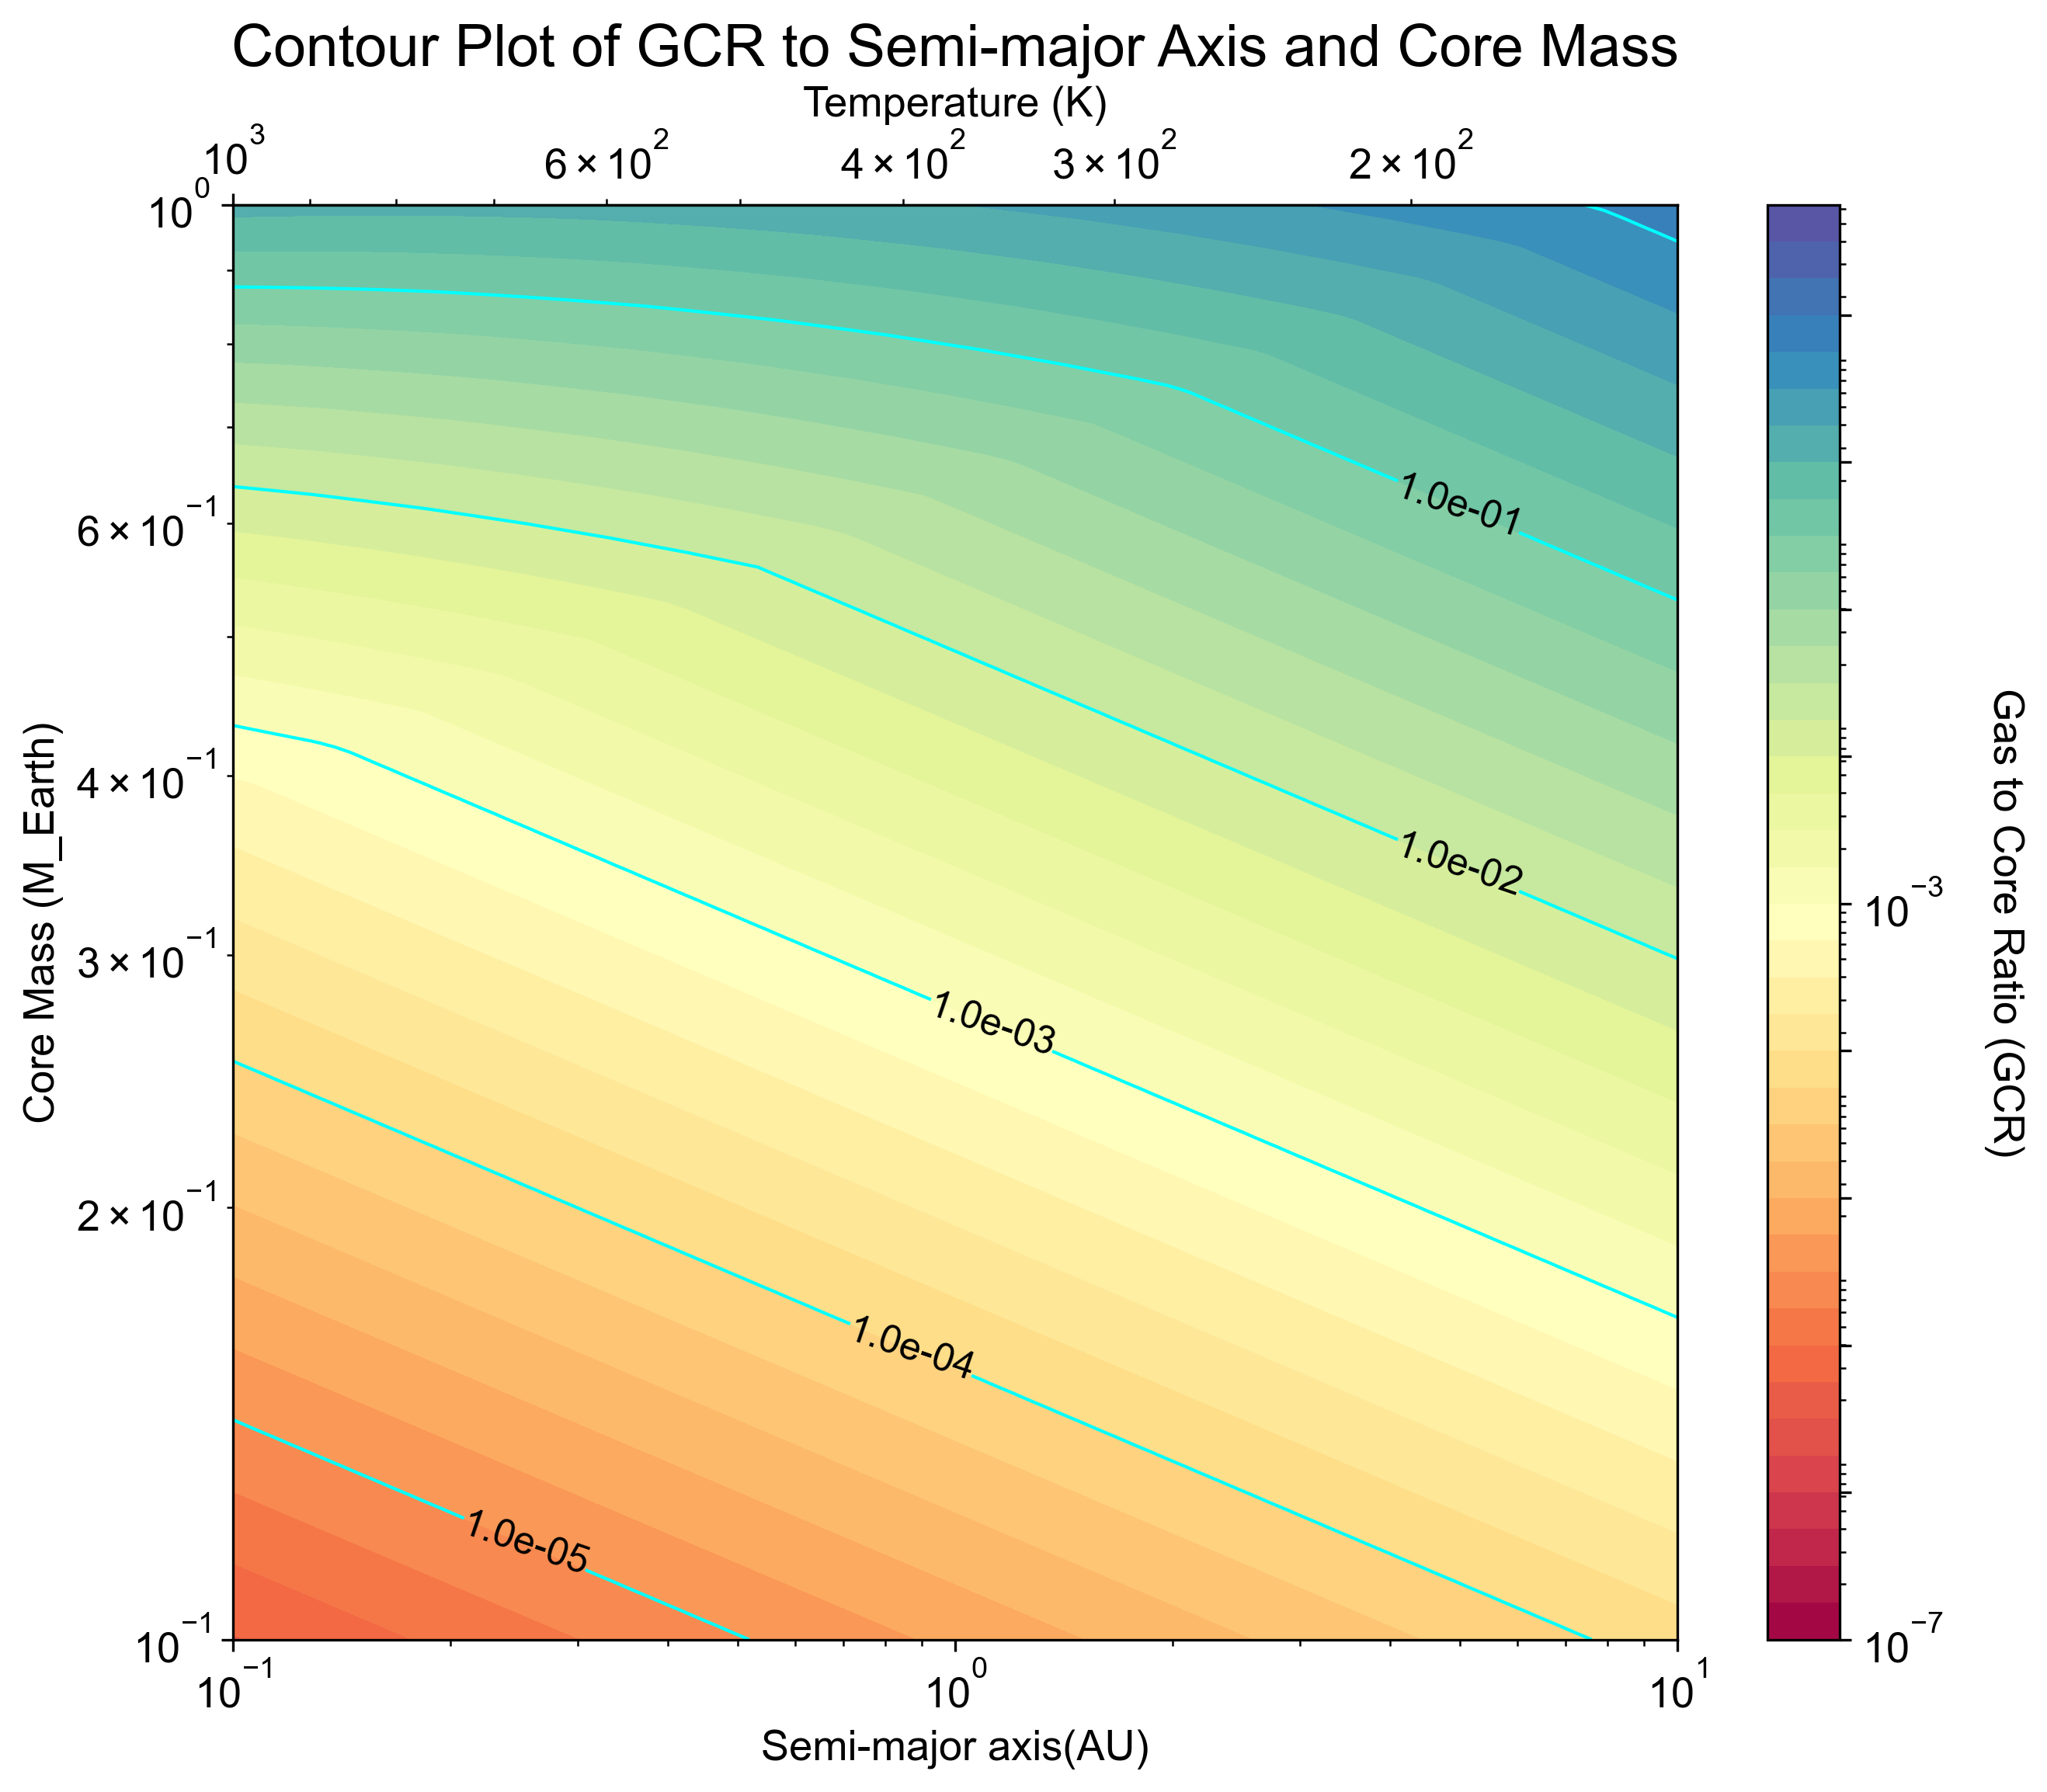 Contour Plot of GCR to Semi-major Axis and Core Mass
Temperature (K)
10³ 6×10² 4×10² 3×10² 2×10²
10⁰
6×10⁻¹
4×10⁻¹
3×10⁻¹
2×10⁻¹
10⁻¹
Core Mass (M_Earth)
1.0e-01
1.0e-02
1.0e-03
1.0e-04
1.0e-05
10⁻¹ 10⁰ 10¹
Semi-major axis(AU)
10⁻³
10⁻⁷
Gas to Core Ratio (GCR)